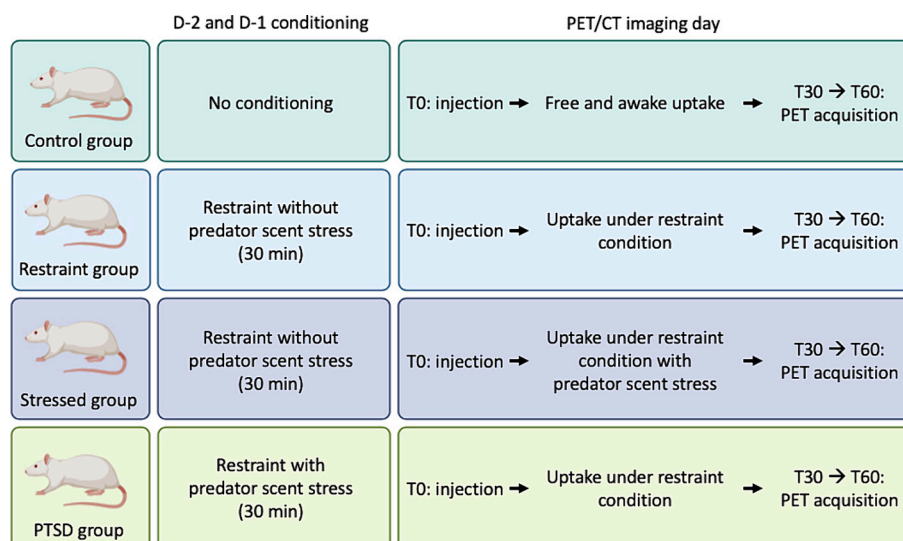 D-2 and D-1 conditioning
PET/CT imaging day
Control group
No conditioning
T0: injection → Free and awake uptake → T30 → T60:
PET acquisition
Restraint group
Restraint without
predator scent stress
(30 min)
T0: injection → Uptake under restraint
condition
→ T30 → T60:
PET acquisition
Stressed group
Restraint without
predator scent stress
(30 min)
T0: injection → Uptake under restraint
condition with
predator scent stress
→ T30 → T60:
PET acquisition
PTSD group
Restraint with
predator scent stress
(30 min)
T0: injection → Uptake under restraint
condition
→ T30 → T60:
PET acquisition